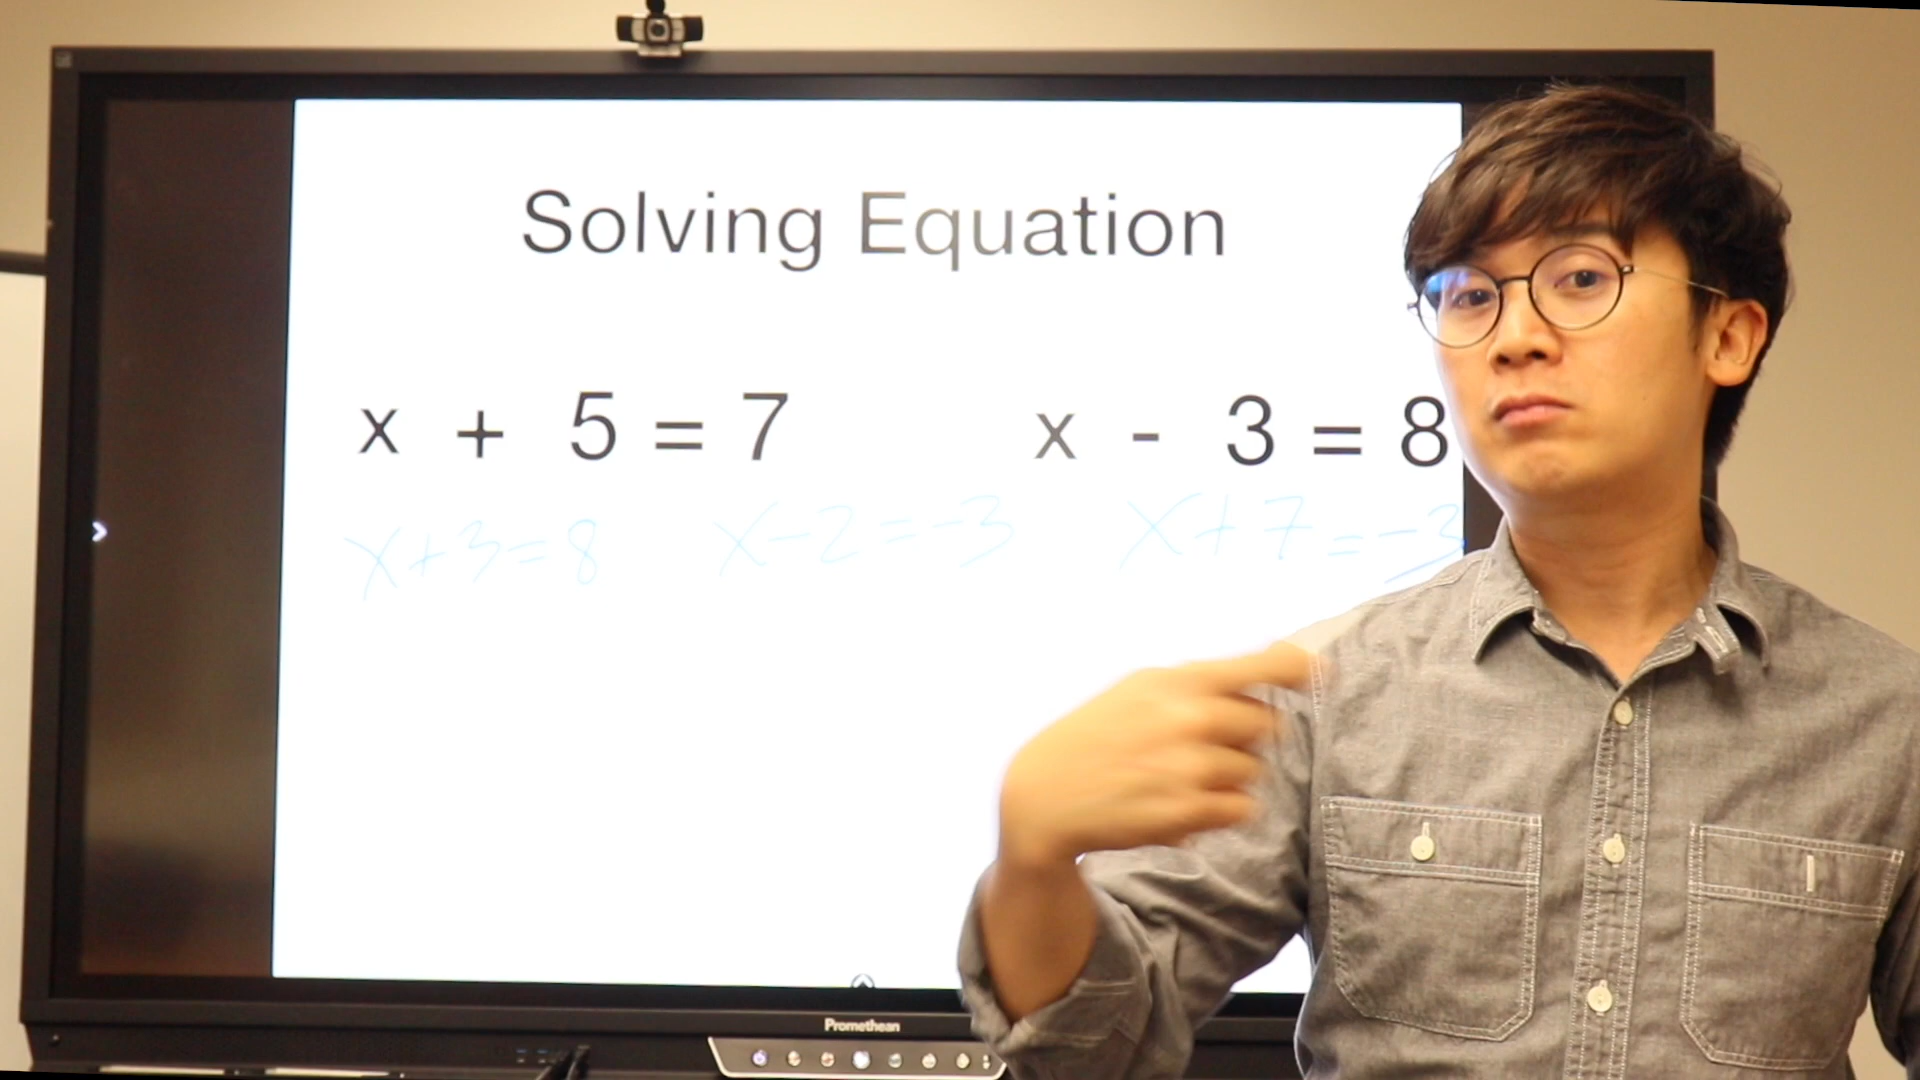 Solving Equation
x + 5 = 7 x - 3 = 8
x+3=8 x-2=-3 x+7=-3
Promethean